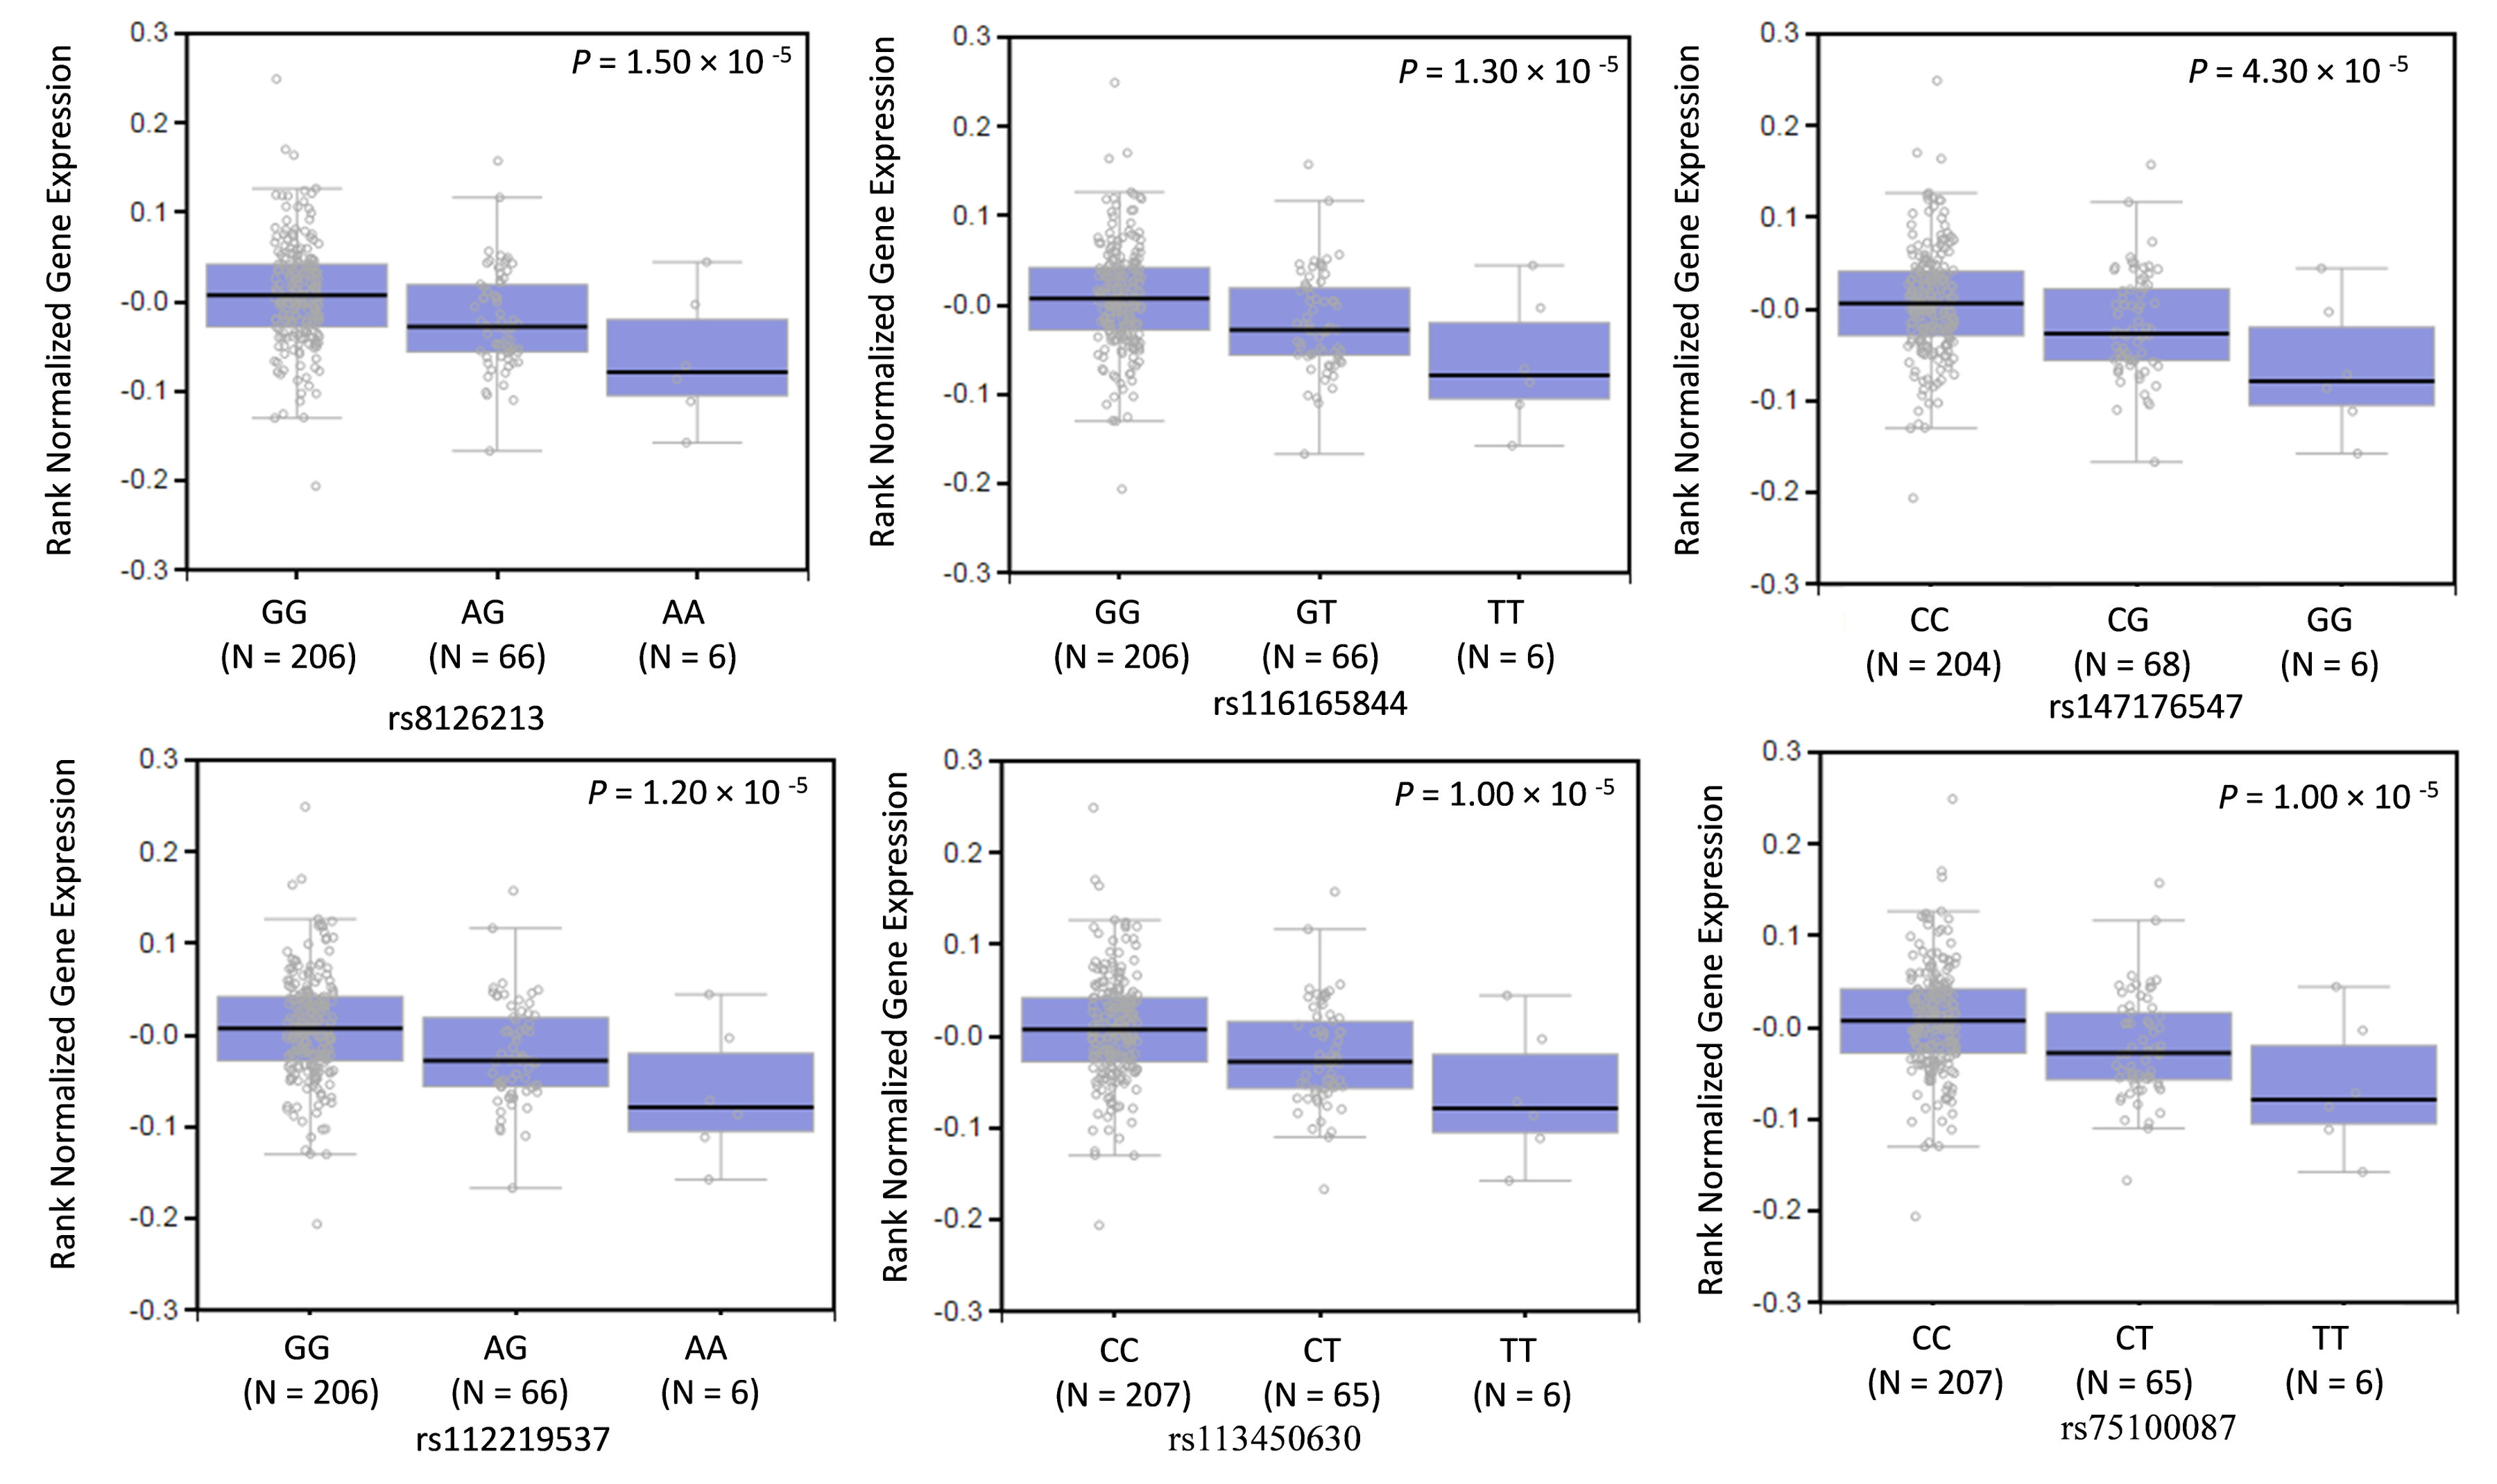 Rank Normalized Gene Expression
0.3
0.2
0.1
-0.0
-0.1
-0.2
-0.3
P = 1.50 × 10 -5
GG AG AA
(N = 206) (N = 66) (N = 6)
rs8126213
Rank Normalized Gene Expression
0.3
0.2
0.1
-0.0
-0.1
-0.2
-0.3
P = 1.30 × 10 -5
GG GT TT
(N = 206) (N = 66) (N = 6)
rs116165844
Rank Normalized Gene Expression
0.3
0.2
0.1
-0.0
-0.1
-0.2
-0.3
P = 4.30 × 10 -5
CC CG GG
(N = 204) (N = 68) (N = 6)
rs147176547
Rank Normalized Gene Expression
0.3
0.2
0.1
-0.0
-0.1
-0.2
-0.3
P = 1.20 × 10 -5
GG AG AA
(N = 206) (N = 66) (N = 6)
rs112219537
Rank Normalized Gene Expression
0.3
0.2
0.1
-0.0
-0.1
-0.2
-0.3
P = 1.00 × 10 -5
CC CT TT
(N = 207) (N = 65) (N = 6)
rs113450630
Rank Normalized Gene Expression
0.3
0.2
0.1
-0.0
-0.1
-0.2
-0.3
P = 1.00 × 10 -5
CC CT TT
(N = 207) (N = 65) (N = 6)
rs75100087